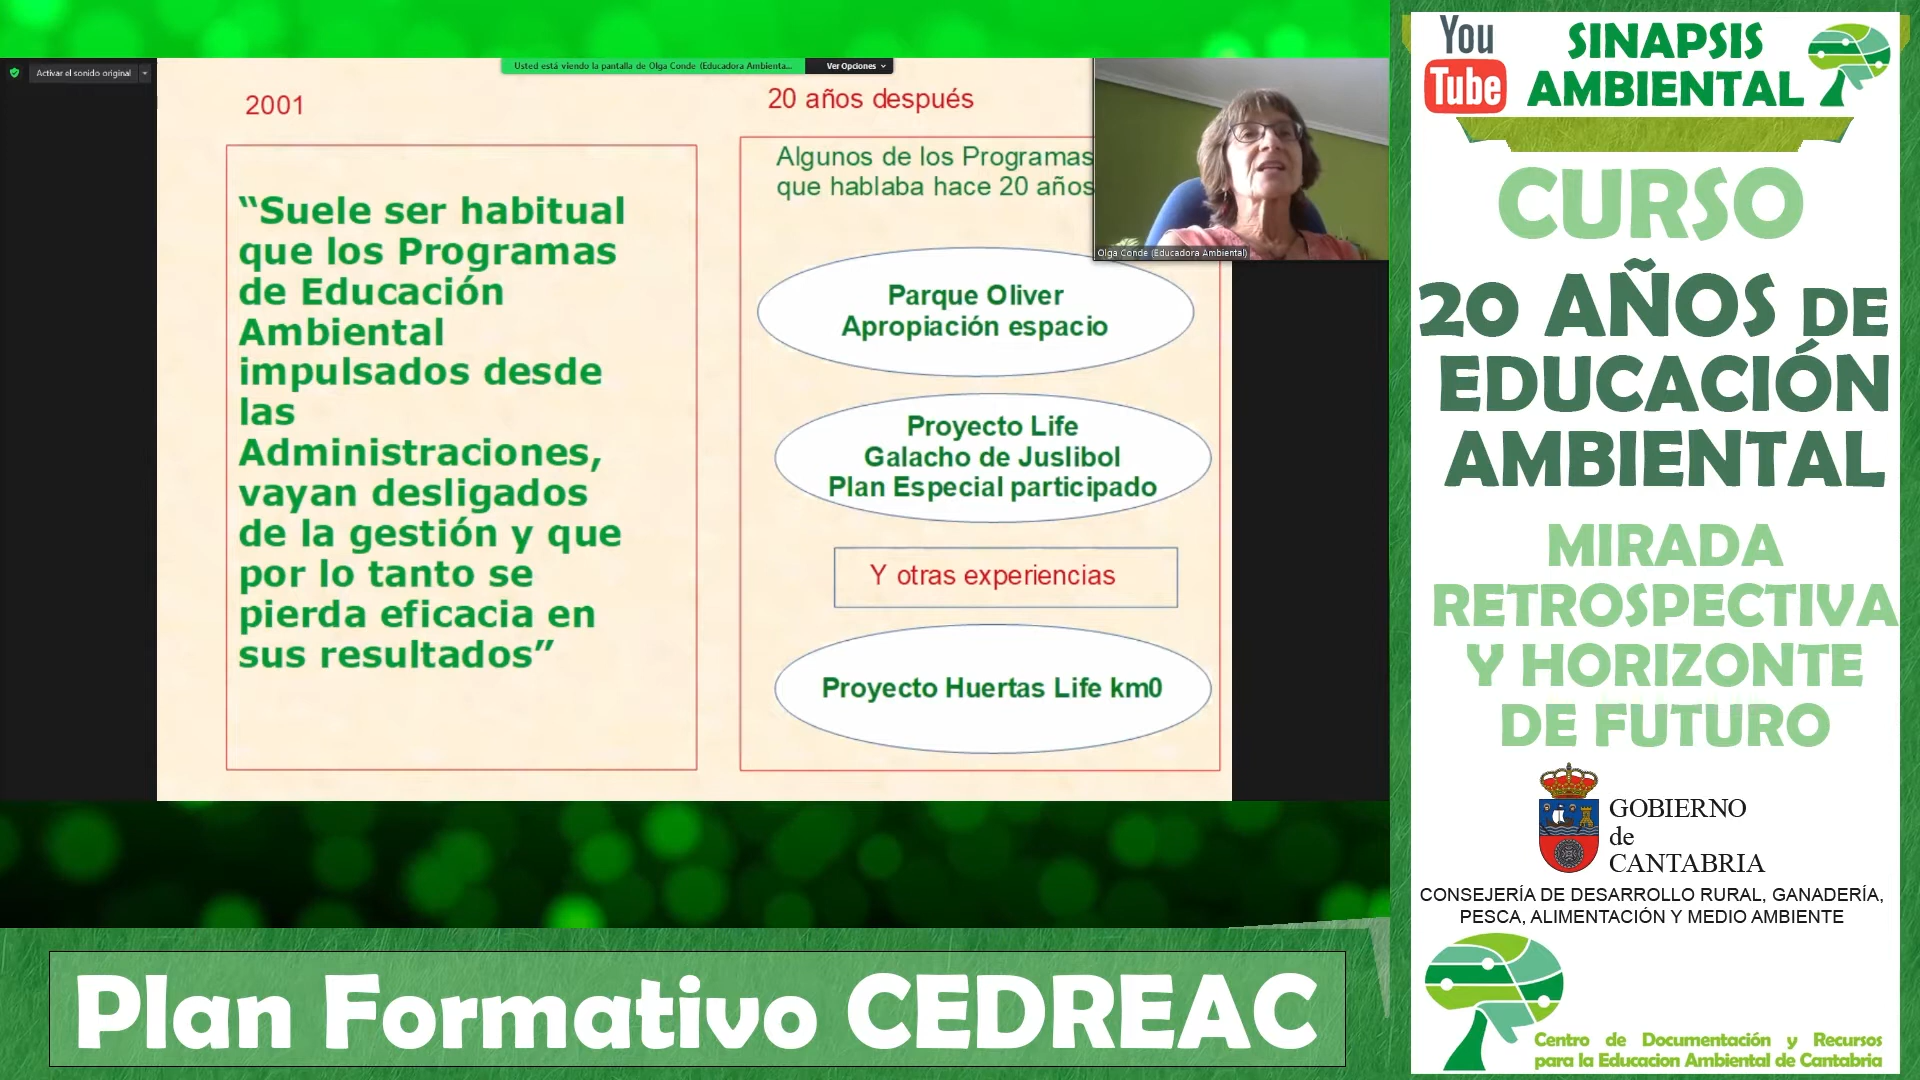 Activar el sonido original
Usted está viendo la pantalla de Olga Conde (Educadora Ambienta...
Ver Opciones
2001
“Suele ser habitual
que los Programas
de Educación
Ambiental
impulsados desde
las
Administraciones,
vayan desligados
de la gestión y que
por lo tanto se
pierda eficacia en
sus resultados”
20 años después
Algunos de los Programas
que hablaba hace 20 años
Parque Oliver
Apropiación espacio
Proyecto Life
Galacho de Juslibol
Plan Especial participado
Y otras experiencias
Proyecto Huertas Life km0
Olga Conde (Educadora Ambiental)
Plan Formativo CEDREAC
You
Tube
SINAPSIS
AMBIENTAL
CURSO
20 AÑOS DE
EDUCACIÓN
AMBIENTAL
MIRADA
RETROSPECTIVA
Y HORIZONTE
DE FUTURO
GOBIERNO
de
CANTABRIA
CONSEJERÍA DE DESARROLLO RURAL, GANADERÍA,
PESCA, ALIMENTACIÓN Y MEDIO AMBIENTE
Centro de Documentación y Recursos
para la Educacion Ambiental de Cantabria